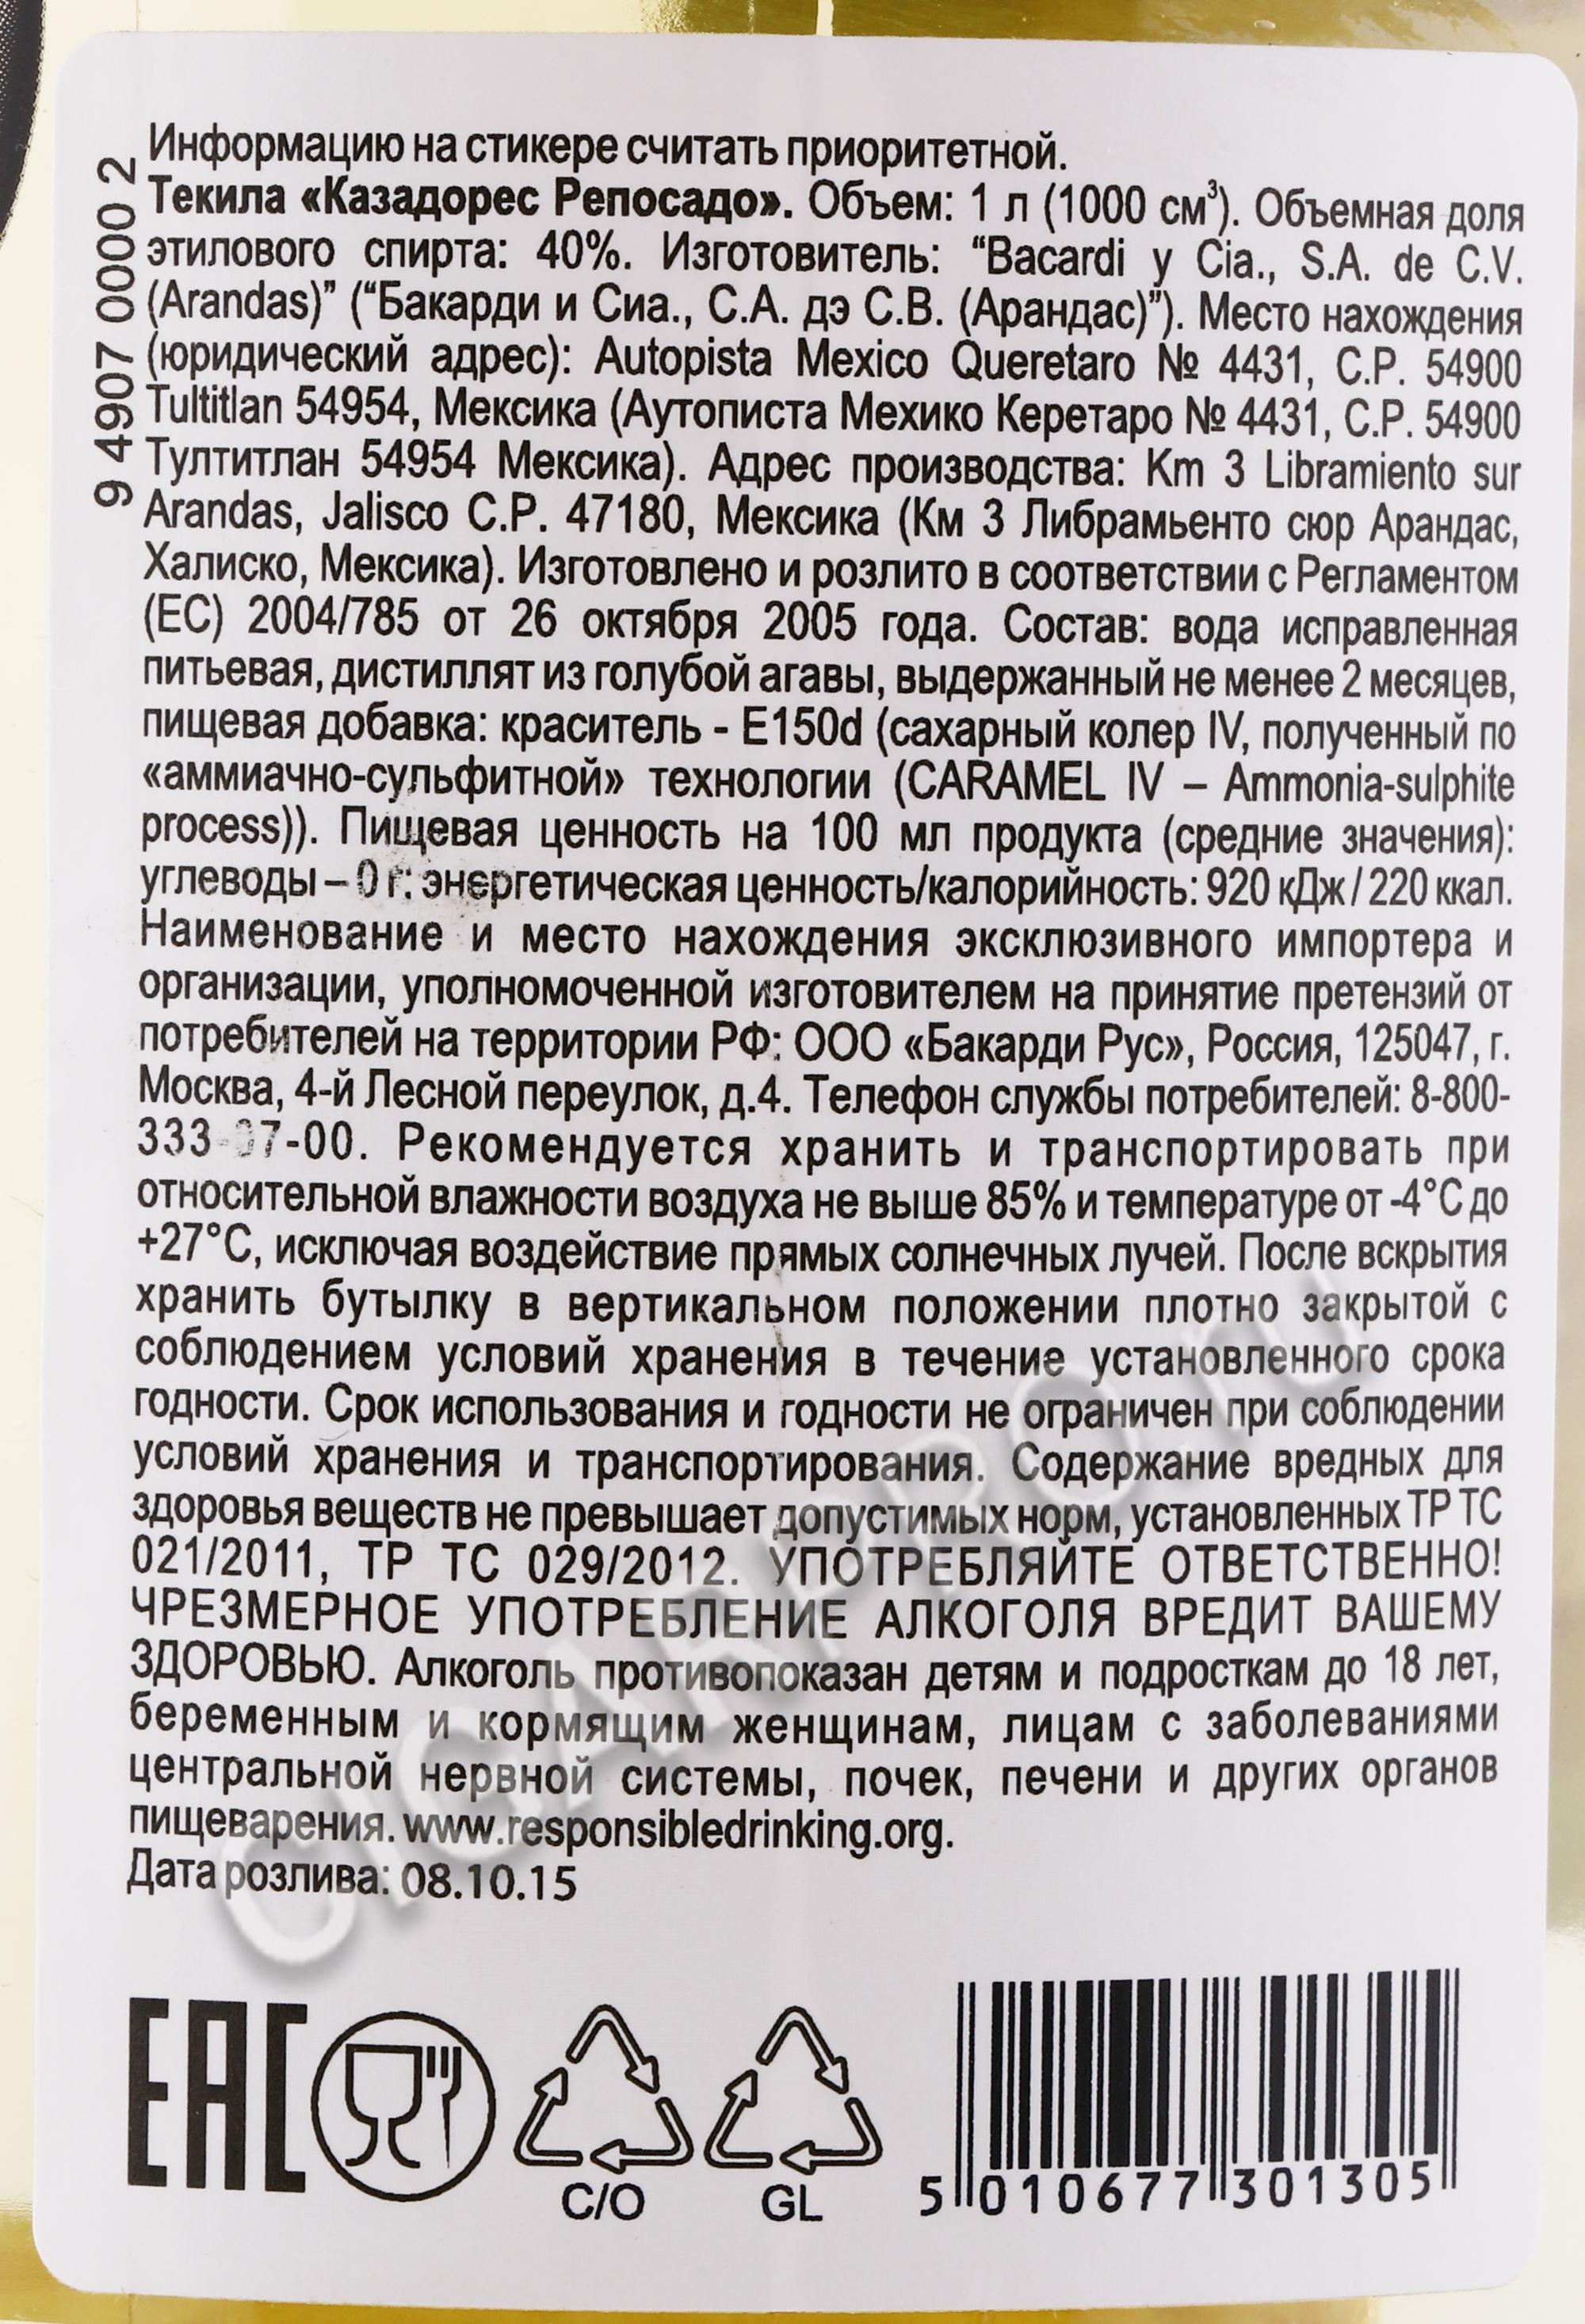 Информацию на стикере считать приоритетной.
Текила «Казадорес Репосадо». Объем: 1 л (1000 см³). Объемная доля
этилового спирта: 40%. Изготовитель: “Bacardi y Cia., S.A. de C.V.
(Arandas)” (“Бакарди и Сиа., С.А. дэ С.В. (Арандас)”). Место нахождения
(юридический адрес): Autopista Mexico Queretaro № 4431, C.P. 54900
Tultitlan 54954, Мексика (Аутописта Мехико Керетаро № 4431, С.Р. 54900
Тултитлан 54954 Мексика). Адрес производства: Km 3 Libramiento sur
Arandas, Jalisco C.P. 47180, Мексика (Км 3 Либрамьенто сюр Арандас,
Халиско, Мексика). Изготовлено и розлито в соответствии с Регламентом
(ЕС) 2004/785 от 26 октября 2005 года. Состав: вода исправленная
питьевая, дистиллят из голубой агавы, выдержанный не менее 2 месяцев,
пищевая добавка: краситель - Е150d (сахарный колер IV, полученный по
«аммиачно-сульфитной» технологии (CARAMEL IV – Ammonia-sulphite
process)). Пищевая ценность на 100 мл продукта (средние значения):
углеводы – 0 г: энергетическая ценность/калорийность: 920 кДж / 220 ккал.
Наименование и место нахождения эксклюзивного импортера и
организации, уполномоченной изготовителем на принятие претензий от
потребителей на территории РФ: ООО «Бакарди Рус», Россия, 125047, г.
Москва, 4-й Лесной переулок, д.4. Телефон службы потребителей: 8-800-
333-37-00. Рекомендуется хранить и транспортировать при
относительной влажности воздуха не выше 85% и температуре от -4°С до
+27°С, исключая воздействие прямых солнечных лучей. После вскрытия
хранить бутылку в вертикальном положении плотно закрытой с
соблюдением условий хранения в течение установленного срока
годности. Срок использования и годности не ограничен при соблюдении
условий хранения и транспортирования. Содержание вредных для
здоровья веществ не превышает допустимых норм, установленных ТР ТС
021/2011, ТР ТС 029/2012. УПОТРЕБЛЯЙТЕ ОТВЕТСТВЕННО!
ЧРЕЗМЕРНОЕ УПОТРЕБЛЕНИЕ АЛКОГОЛЯ ВРЕДИТ ВАШЕМУ
ЗДОРОВЬЮ. Алкоголь противопоказан детям и подросткам до 18 лет,
беременным и кормящим женщинам, лицам с заболеваниями
центральной нервной системы, почек, печени и других органов
пищеварения. www.responsibledrinking.org.
Дата розлива: 08.10.15
9 4907 0000 2
EAC
C/O
GL
5 010677 301305
CIGARPRO.ru